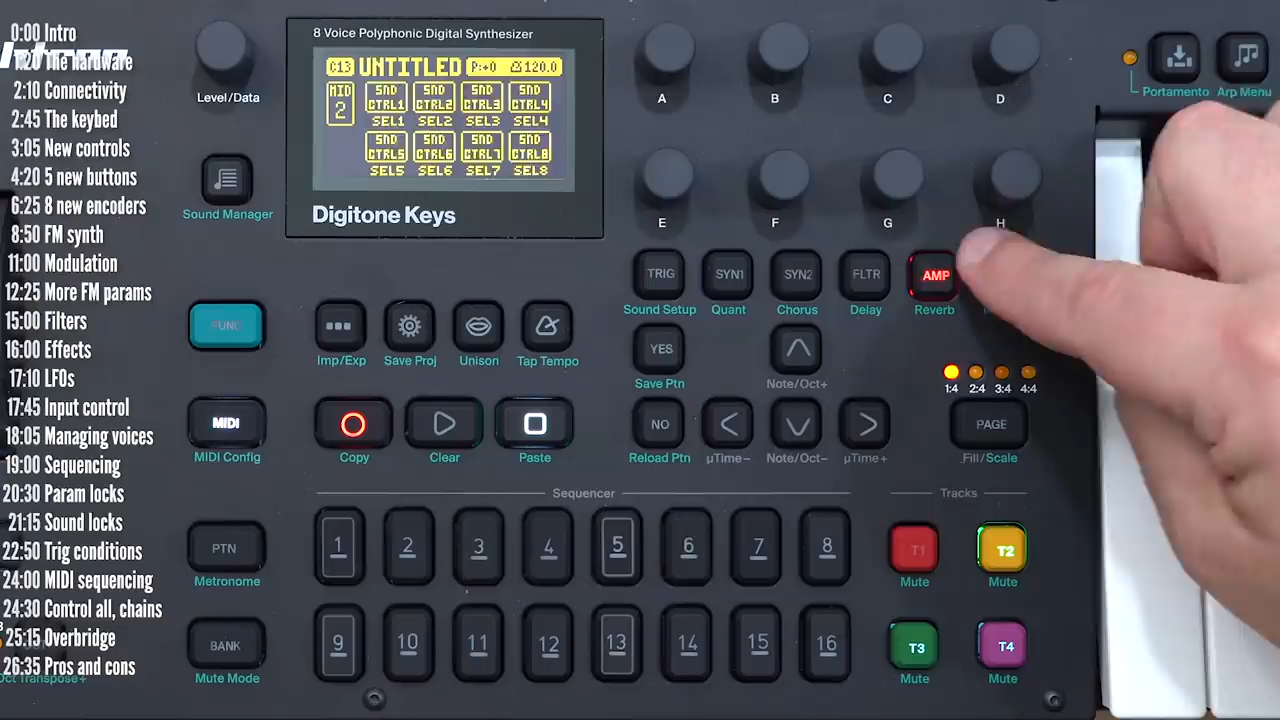 0:00 Intro
The hardware
2:10 Connectivity
2:45 The keybed
3:05 New controls
4:20 5 new buttons
6:25 8 new encoders
8:50 FM synth
11:00 Modulation
12:25 More FM params
15:00 Filters
16:00 Effects
17:10 LFOs
17:45 Input control
18:05 Managing voices
19:00 Sequencing
20:30 Param locks
21:15 Sound locks
22:50 Trig conditions
24:00 MIDI sequencing
24:30 Control all, chains
25:15 Overbridge
26:35 Pros and cons
Oct Transpose+
Level/Data
Sound Manager
FUNC
MIDI
MIDI Config
PTN
Metronome
BANK
Mute Mode
8 Voice Polyphonic Digital Synthesizer
C13 UNTITLED P:+0 120.0
MID
2
SND SND SND SND
CTRL1 CTRL2 CTRL3 CTRL4
SEL1 SEL2 SEL3 SEL4
SND SND SND SND
CTRL5 CTRL6 CTRL7 CTRL8
SEL5 SEL6 SEL7 SEL8
Digitone Keys
A B C D
E F G H
Portamento Arp Menu
TRIG SYN1 SYN2 FLTR AMP
Sound Setup Quant Chorus Delay Reverb
Imp/Exp Save Proj Unison Tap Tempo
YES
Save Ptn Note/Oct+
1:4 2:4 3:4 4:4
NO PAGE
Reload Ptn µTime− Note/Oct− µTime+ Fill/Scale
Copy Clear Paste
Sequencer Tracks
1 2 3 4 5 6 7 8 T1 T2
Mute Mute
9 10 11 12 13 14 15 16 T3 T4
Mute Mute